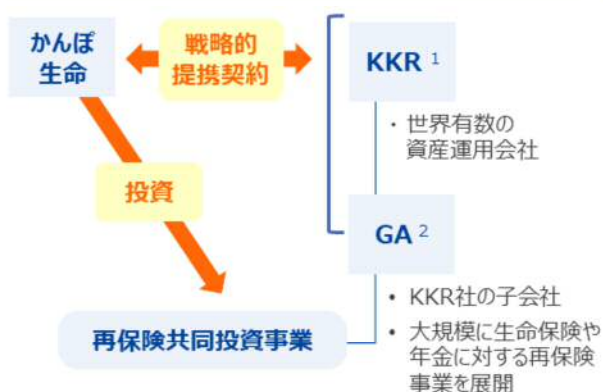 かんぽ
生命
戦略的
提携契約
KKR 1
・ 世界有数の
資産運用会社
投資
GA 2
• KKR社の子会社
• 大規模に生命保険や
年金に対する再保険
事業を展開
再保険共同投資事業